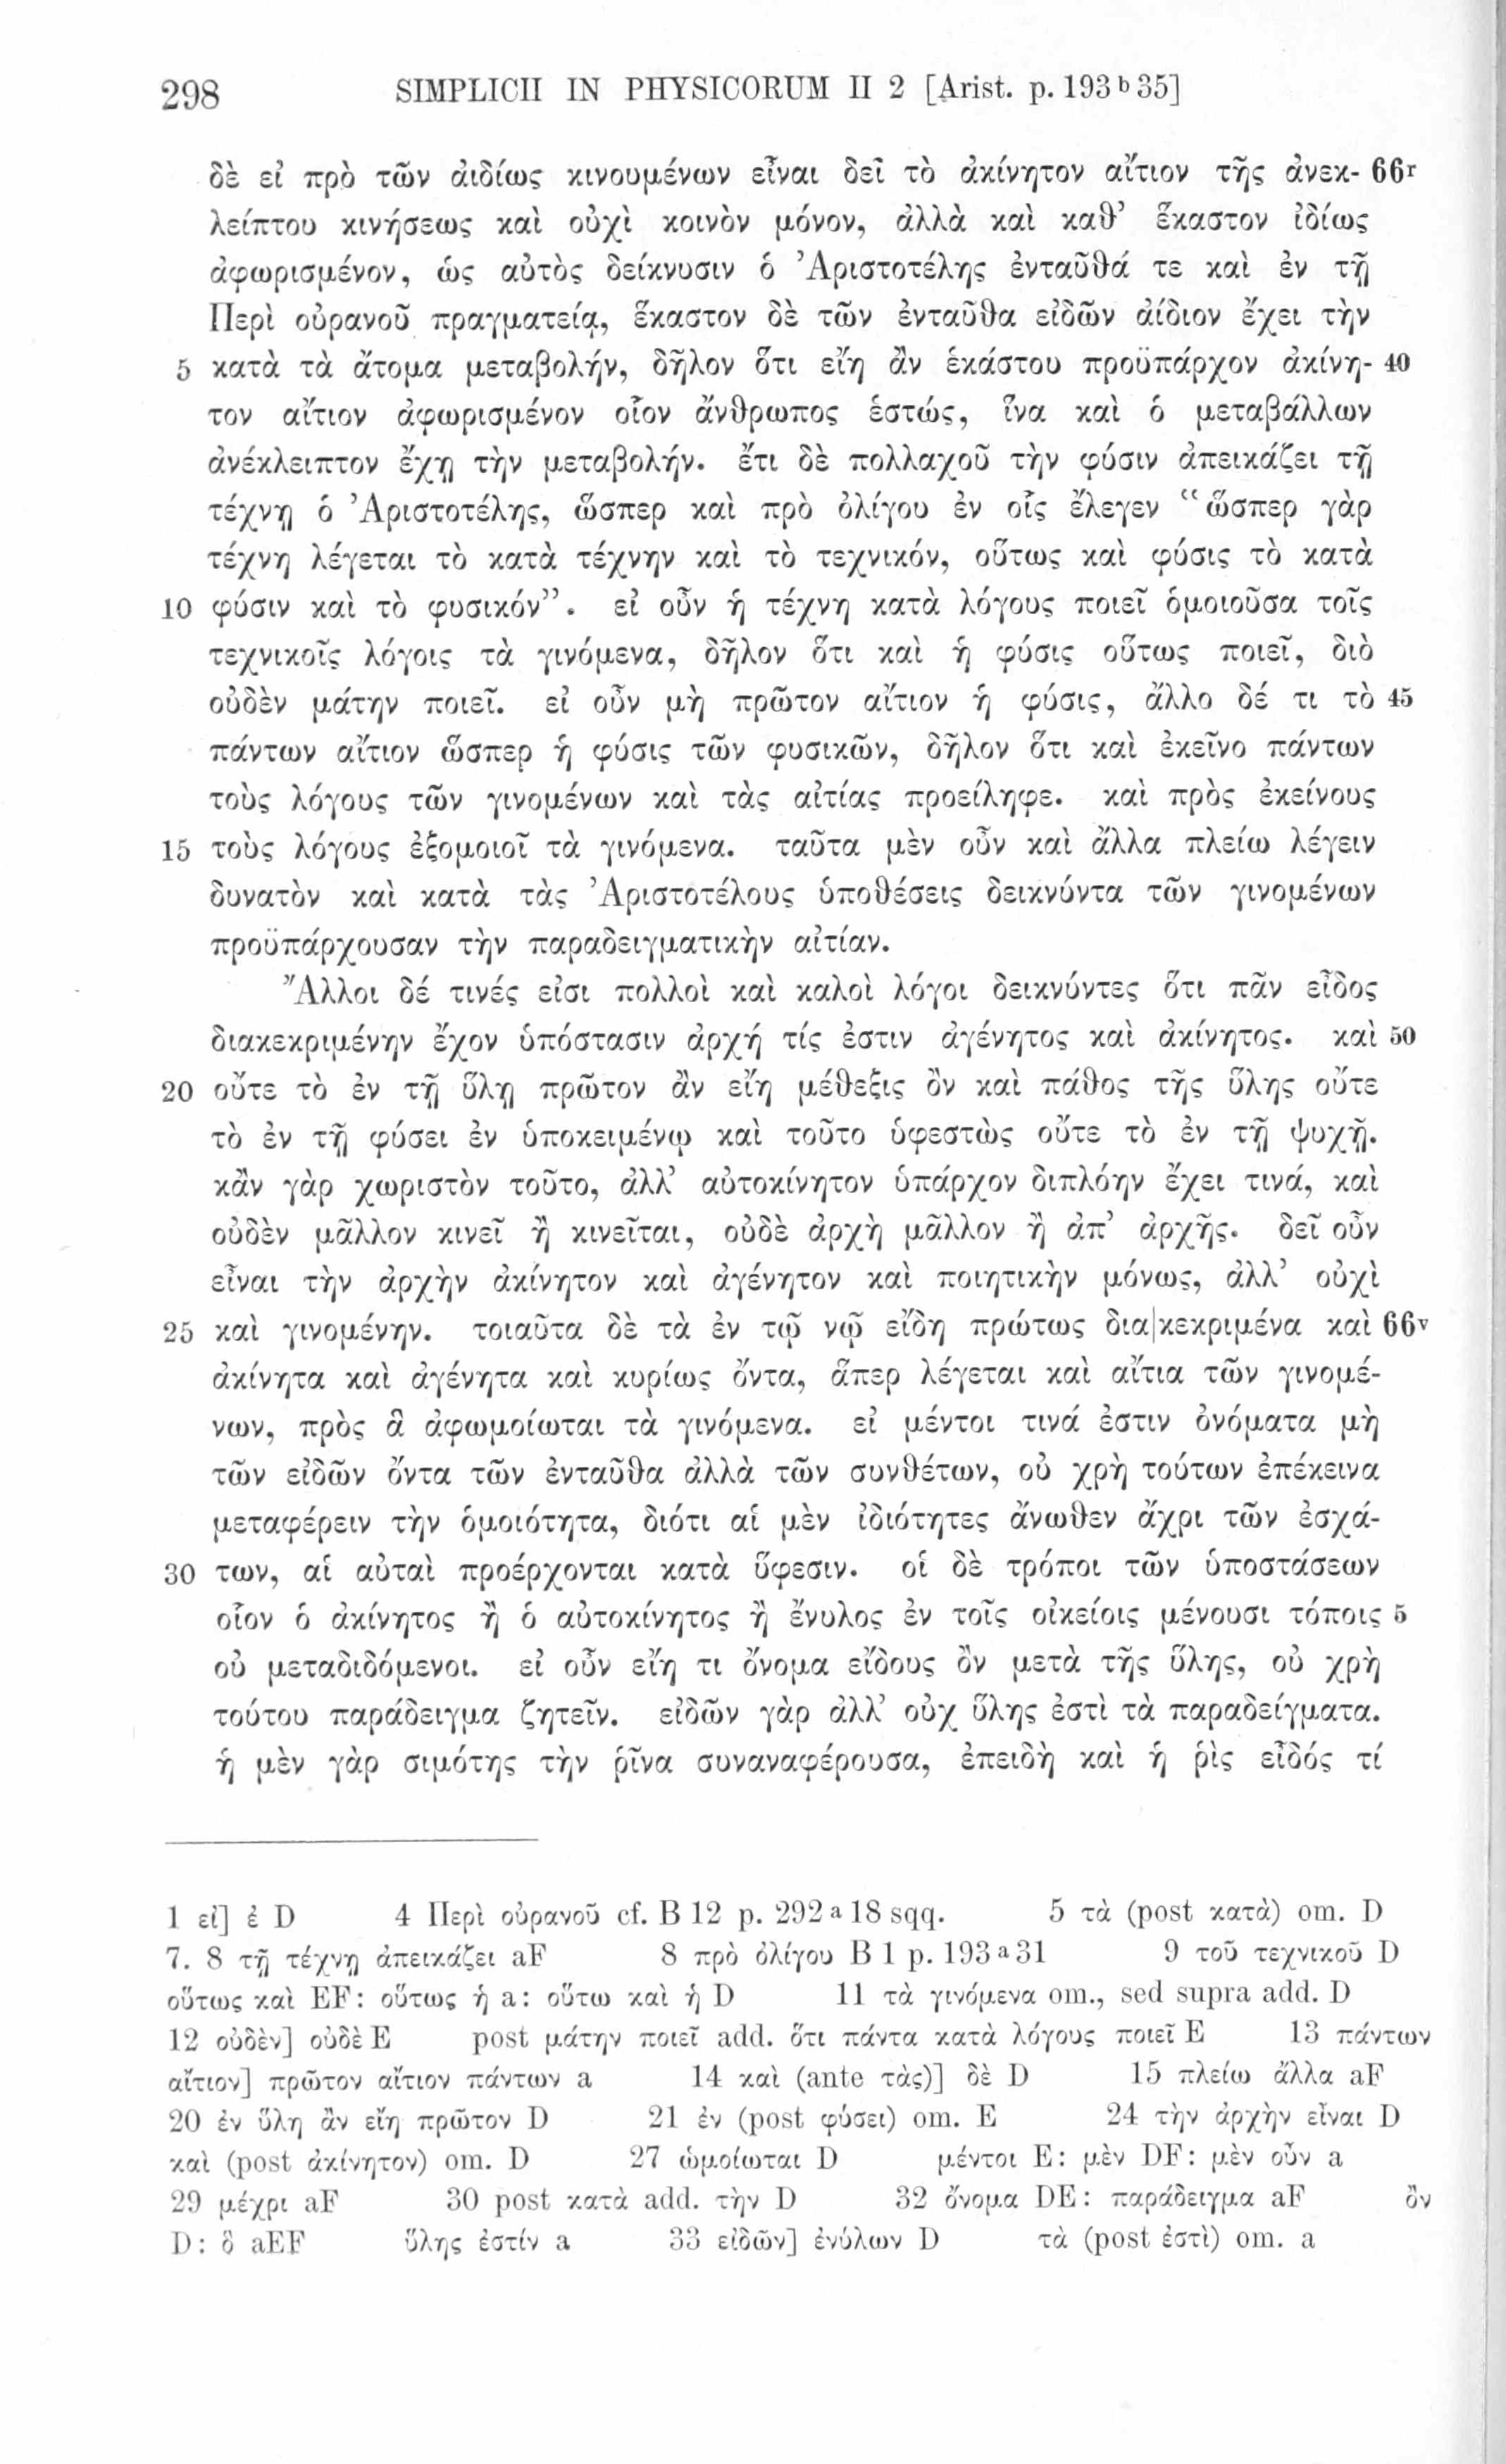 298 SIMPLICII IN PHYSICORUM II 2 [Arist. p. 193ᵇ35]
δὲ εἰ πρὸ τῶν ἀιδίως κινουμένων εἶναι δεῖ τὸ ἀκίνητον αἴτιον τῆς ἀνεκ- 66ʳ
λείπτου κινήσεως καὶ οὐχὶ κοινὸν μόνον, ἀλλὰ καὶ καθ’ ἕκαστον ἰδίως
ἀφωρισμένον, ὡς αὐτὸς δείκνυσιν ὁ Ἀριστοτέλης ἐνταῦθά τε καὶ ἐν τῇ
Περὶ οὐρανοῦ πραγματείᾳ, ἕκαστον δὲ τῶν ἐνταῦθα εἰδῶν ἀίδιον ἔχει τὴν
5 κατὰ τὰ ἄτομα μεταβολήν, δῆλον ὅτι εἴη ἂν ἑκάστου προϋπάρχον ἀκίνη- 40
τον αἴτιον ἀφωρισμένον οἷον ἄνθρωπος ἑστώς, ἵνα καὶ ὁ μεταβάλλων
ἀνέκλειπτον ἔχῃ τὴν μεταβολήν. ἔτι δὲ πολλαχοῦ τὴν φύσιν ἀπεικάζει τῇ
τέχνῃ ὁ Ἀριστοτέλης, ὥσπερ καὶ πρὸ ὀλίγου ἐν οἷς ἔλεγεν “ὥσπερ γὰρ
τέχνη λέγεται τὸ κατὰ τέχνην καὶ τὸ τεχνικόν, οὕτως καὶ φύσις τὸ κατὰ
10 φύσιν καὶ τὸ φυσικόν”. εἰ οὖν ἡ τέχνη κατὰ λόγους ποιεῖ ὁμοιοῦσα τοῖς
τεχνικοῖς λόγοις τὰ γινόμενα, δῆλον ὅτι καὶ ἡ φύσις οὕτως ποιεῖ, διὸ
οὐδὲν μάτην ποιεῖ. εἰ οὖν μὴ πρῶτον αἴτιον ἡ φύσις, ἄλλο δέ τι τὸ 45
πάντων αἴτιον ὥσπερ ἡ φύσις τῶν φυσικῶν, δῆλον ὅτι καὶ ἐκεῖνο πάντων
τοὺς λόγους τῶν γινομένων καὶ τὰς αἰτίας προείληφε. καὶ πρὸς ἐκείνους
15 τοὺς λόγους ἐξομοιοῖ τὰ γινόμενα. ταῦτα μὲν οὖν καὶ ἄλλα πλείω λέγειν
δυνατὸν καὶ κατὰ τὰς Ἀριστοτέλους ὑποθέσεις δεικνύντα τῶν γινομένων
προϋπάρχουσαν τὴν παραδειγματικὴν αἰτίαν.
Ἄλλοι δέ τινές εἰσι πολλοὶ καὶ καλοὶ λόγοι δεικνύντες ὅτι πᾶν εἶδος
διακεκριμένην ἔχον ὑπόστασιν ἀρχή τίς ἐστιν ἀγένητος καὶ ἀκίνητος. καὶ 50
20 οὔτε τὸ ἐν τῇ ὕλῃ πρῶτον ἂν εἴη μέθεξις ὂν καὶ πάθος τῆς ὕλης οὔτε
τὸ ἐν τῇ φύσει ἐν ὑποκειμένῳ καὶ τοῦτο ὑφεστὼς οὔτε τὸ ἐν τῇ ψυχῇ.
κἂν γὰρ χωριστὸν τοῦτο, ἀλλ’ αὐτοκίνητον ὑπάρχον διπλόην ἔχει τινά, καὶ
οὐδὲν μᾶλλον κινεῖ ἢ κινεῖται, οὐδὲ ἀρχὴ μᾶλλον ἢ ἀπ’ ἀρχῆς. δεῖ οὖν
εἶναι τὴν ἀρχὴν ἀκίνητον καὶ ἀγένητον καὶ ποιητικὴν μόνως, ἀλλ’ οὐχὶ
25 καὶ γινομένην. τοιαῦτα δὲ τὰ ἐν τῷ νῷ εἴδη πρώτως δια|κεκριμένα καὶ 66ᵛ
ἀκίνητα καὶ ἀγένητα καὶ κυρίως ὄντα, ἅπερ λέγεται καὶ αἴτια τῶν γινομέ-
νων, πρὸς ἃ ἀφωμοίωται τὰ γινόμενα. εἰ μέντοι τινά ἐστιν ὀνόματα μὴ
τῶν εἰδῶν ὄντα τῶν ἐνταῦθα ἀλλὰ τῶν συνθέτων, οὐ χρὴ τούτων ἐπέκεινα
μεταφέρειν τὴν ὁμοιότητα, διότι αἱ μὲν ἰδιότητες ἄνωθεν ἄχρι τῶν ἐσχά-
30 των, αἱ αὐταὶ προέρχονται κατὰ ὕφεσιν. οἱ δὲ τρόποι τῶν ὑποστάσεων
οἷον ὁ ἀκίνητος ἢ ὁ αὐτοκίνητος ἢ ἔνυλος ἐν τοῖς οἰκείοις μένουσι τόποις 5
οὐ μεταδιδόμενοι. εἰ οὖν εἴη τι ὄνομα εἴδους ὂν μετὰ τῆς ὕλης, οὐ χρὴ
τούτου παράδειγμα ζητεῖν. εἰδῶν γὰρ ἀλλ’ οὐχ ὕλης ἐστὶ τὰ παραδείγματα.
ἡ μὲν γὰρ σιμότης τὴν ῥῖνα συναναφέρουσα, ἐπειδὴ καὶ ἡ ῥὶς εἶδός τί
1 εἰ] ἐ D 4 Περὶ οὐρανοῦ cf. B 12 p. 292ᵃ18 sqq. 5 τὰ (post κατὰ) om. D
7. 8 τῇ τέχνῃ ἀπεικάζει aF 8 πρὸ ὀλίγου B 1 p. 193ᵃ31 9 τοῦ τεχνικοῦ D
οὕτως καὶ EF: οὕτως ἡ a: οὕτω καὶ ἡ D 11 τὰ γινόμενα om., sed supra add. D
12 οὐδὲν] οὐδὲ E post μάτην ποιεῖ add. ὅτι πάντα κατὰ λόγους ποιεῖ E 13 πάντων
αἴτιον] πρῶτον αἴτιον πάντων a 14 καὶ (ante τὰς)] δὲ D 15 πλείω ἄλλα aF
20 ἐν ὕλῃ ἂν εἴη πρῶτον D 21 ἐν (post φύσει) om. E 24 τὴν ἀρχὴν εἶναι D
καὶ (post ἀκίνητον) om. D 27 ὡμοίωται D μέντοι E: μὲν DF: μὲν οὖν a
29 μέχρι aF 30 post κατὰ add. τὴν D 32 ὄνομα DE: παράδειγμα aF ὂν
D: ὃ aEF ὕλης ἐστίν a 33 εἰδῶν] ἐνύλων D τὰ (post ἐστὶ) om. a